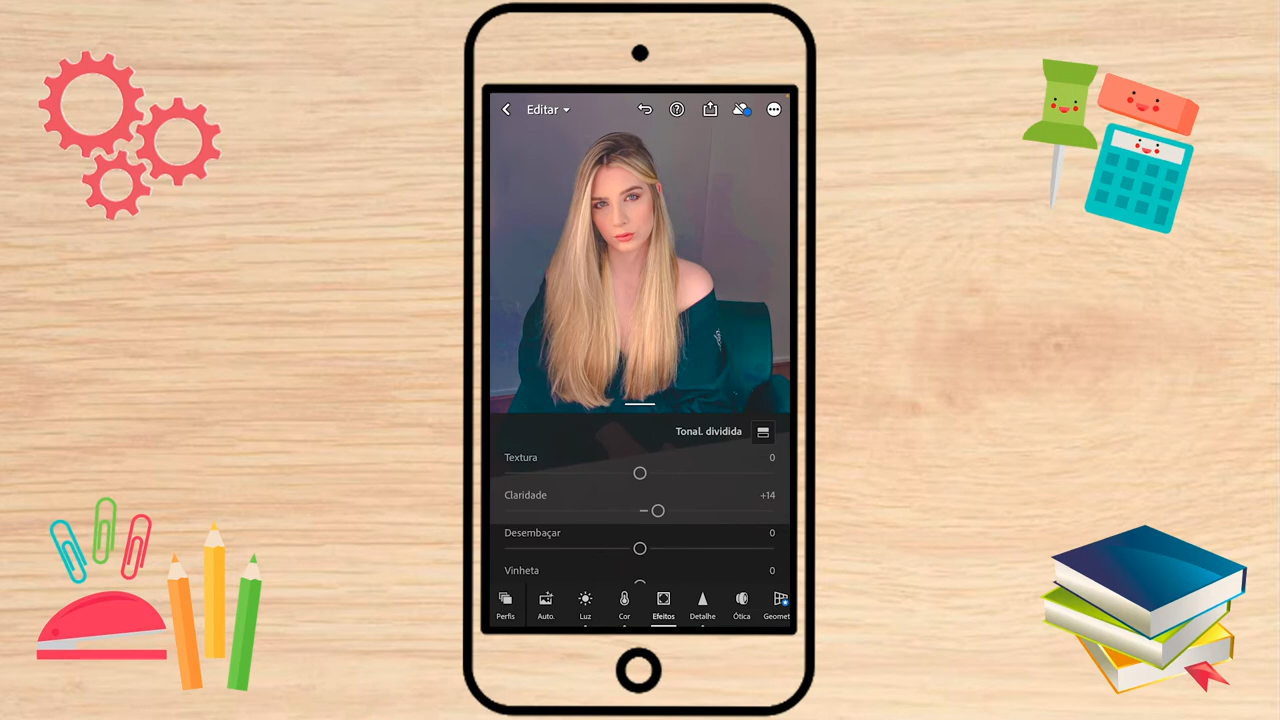 Editar
Tonal. dividida
Textura 0
Claridade +14
Desembaçar 0
Vinheta 0
Perfis Auto. Luz Cor Efeitos Detalhe Ótica Geomet